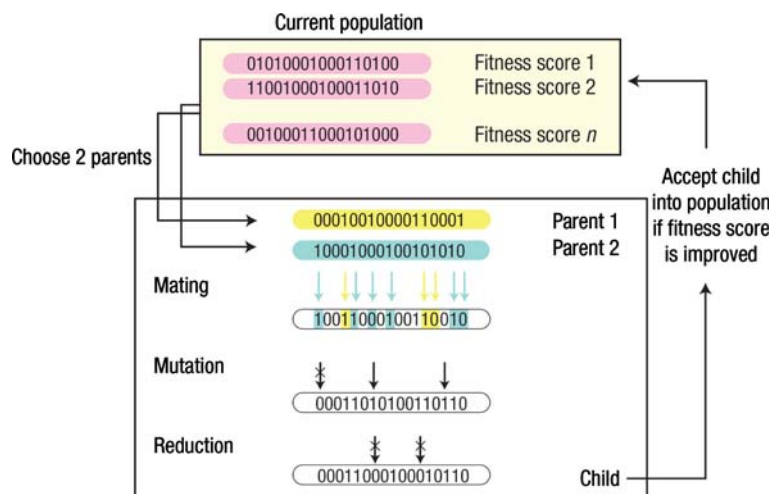 Current population
01010001000110100 Fitness score 1
11001000100011010 Fitness score 2
00100011000101000 Fitness score n
Choose 2 parents
Accept child
into population
if fitness score
is improved
00010010000110001 Parent 1
10001000100101010 Parent 2
Mating
10011000100110010
Mutation
00011010100110110
Reduction
00011000100010110
Child